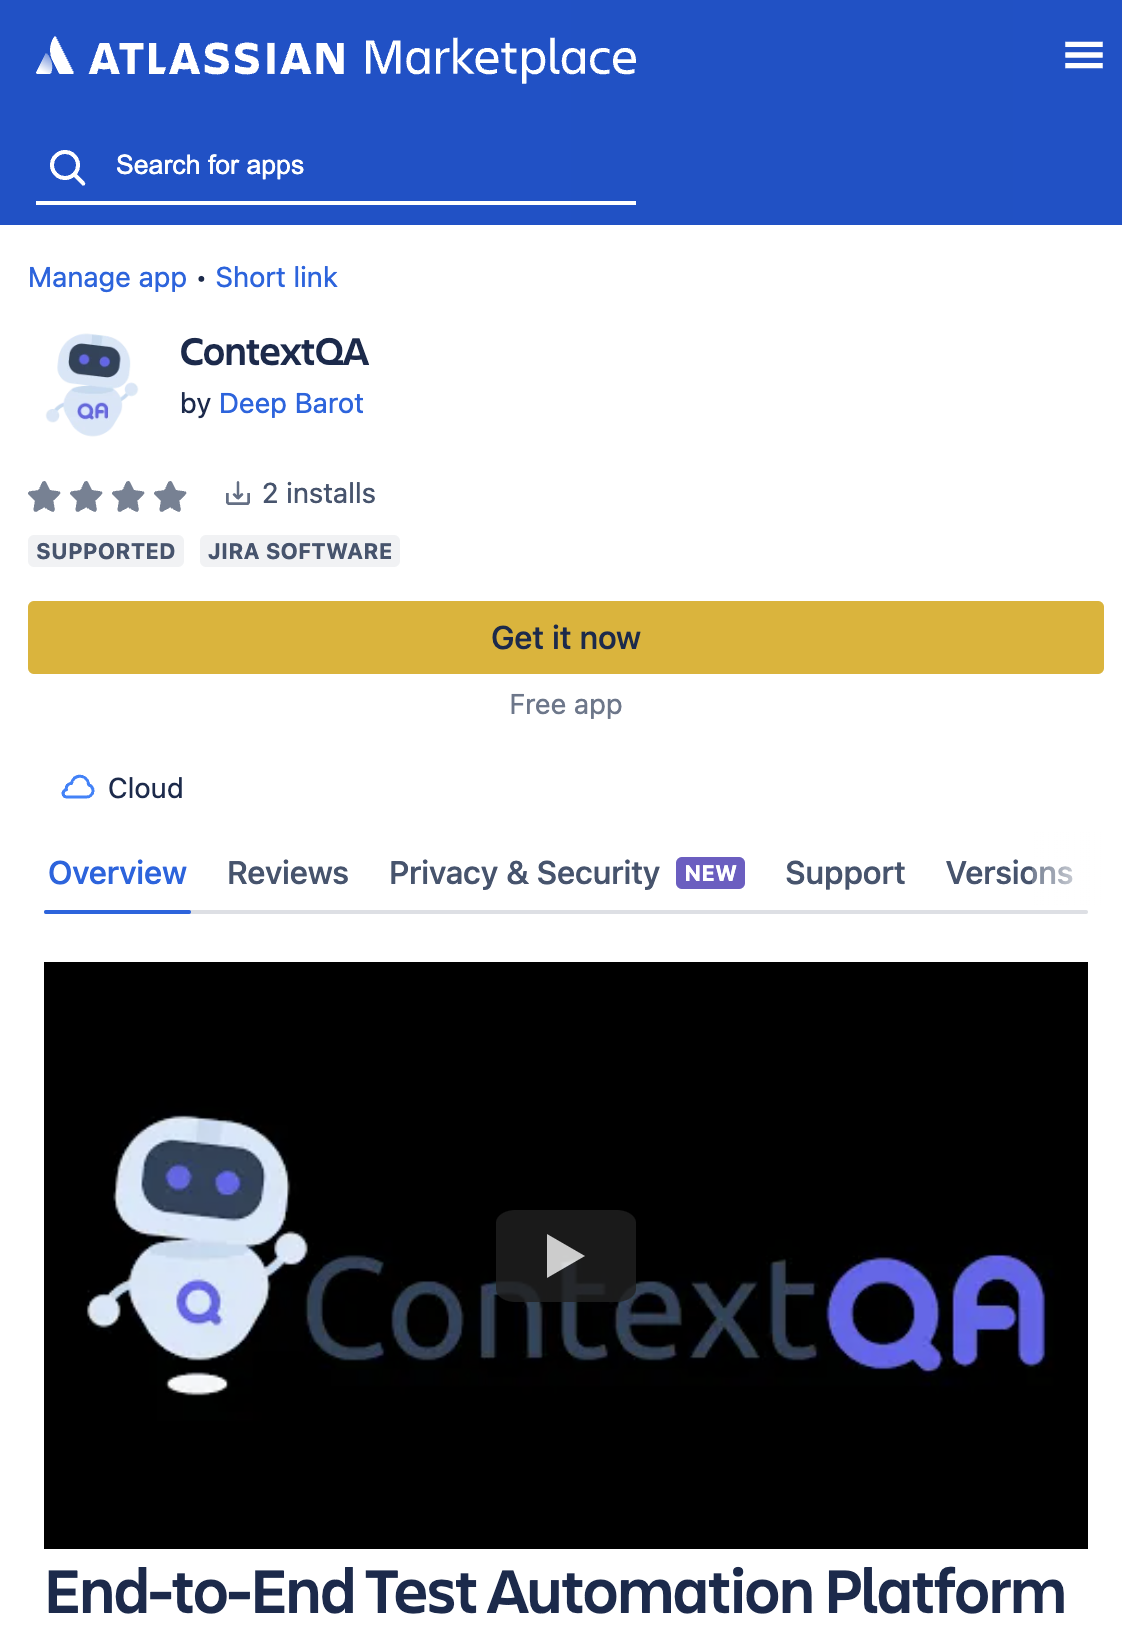 ATLASSIAN Marketplace
Search for apps
Manage app • Short link
ContextQA
by Deep Barot
QA
2 installs
SUPPORTED JIRA SOFTWARE
Get it now
Free app
Cloud
Overview Reviews Privacy & Security NEW Support Versions
Q
ContextQA
End-to-End Test Automation Platform